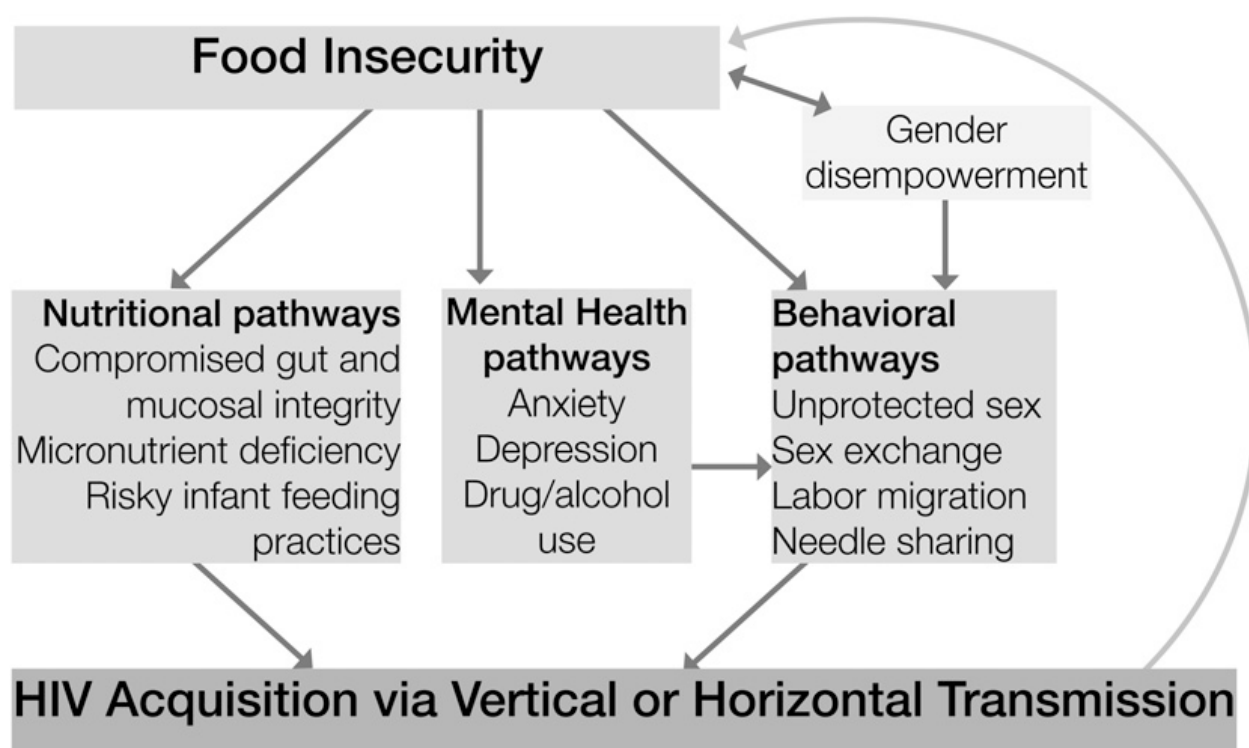 Food Insecurity
Gender
disempowerment
Nutritional pathways
Compromised gut and
mucosal integrity
Micronutrient deficiency
Risky infant feeding
practices
Mental Health
pathways
Anxiety
Depression
Drug/alcohol
use
Behavioral
pathways
Unprotected sex
Sex exchange
Labor migration
Needle sharing
HIV Acquisition via Vertical or Horizontal Transmission